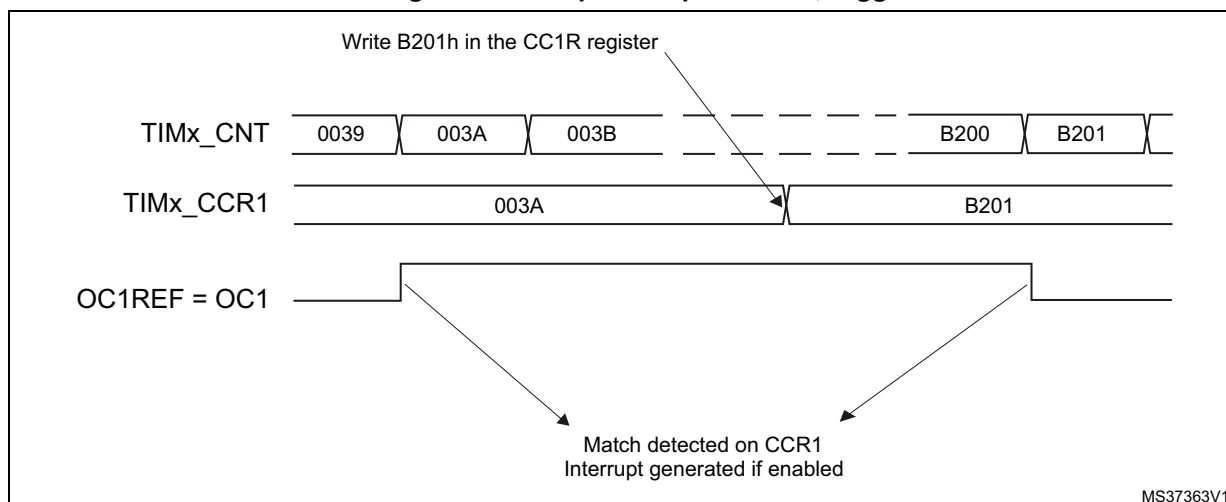 Write B201h in the CC1R register
TIMx_CNT 0039 003A 003B B200 B201
TIMx_CCR1 003A B201
OC1REF = OC1
Match detected on CCR1
Interrupt generated if enabled
MS37363V1